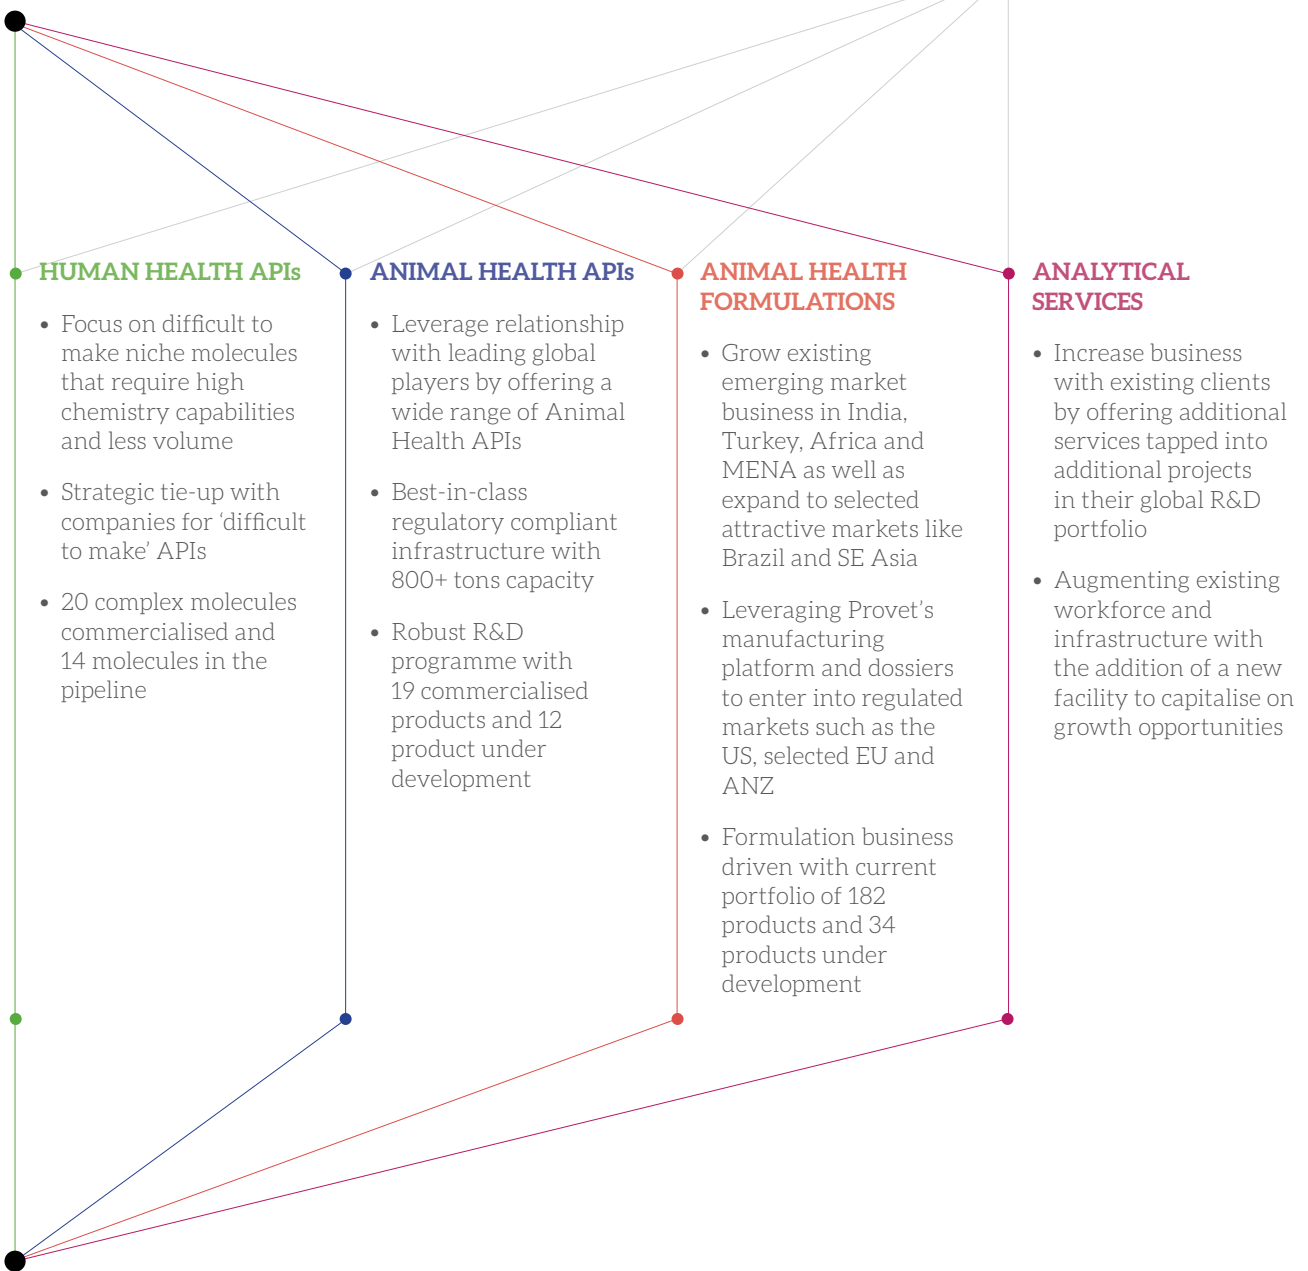 HUMAN HEALTH APIs
• Focus on difficult to
make niche molecules
that require high
chemistry capabilities
and less volume
• Strategic tie-up with
companies for ‘difficult
to make’ APIs
• 20 complex molecules
commercialised and
14 molecules in the
pipeline
ANIMAL HEALTH APIs
• Leverage relationship
with leading global
players by offering a
wide range of Animal
Health APIs
• Best-in-class
regulatory compliant
infrastructure with
800+ tons capacity
• Robust R&D
programme with
19 commercialised
products and 12
product under
development
ANIMAL HEALTH
FORMULATIONS
• Grow existing
emerging market
business in India,
Turkey, Africa and
MENA as well as
expand to selected
attractive markets like
Brazil and SE Asia
• Leveraging Provet’s
manufacturing
platform and dossiers
to enter into regulated
markets such as the
US, selected EU and
ANZ
• Formulation business
driven with current
portfolio of 182
products and 34
products under
development
ANALYTICAL
SERVICES
• Increase business
with existing clients
by offering additional
services tapped into
additional projects
in their global R&D
portfolio
• Augmenting existing
workforce and
infrastructure with
the addition of a new
facility to capitalise on
growth opportunities